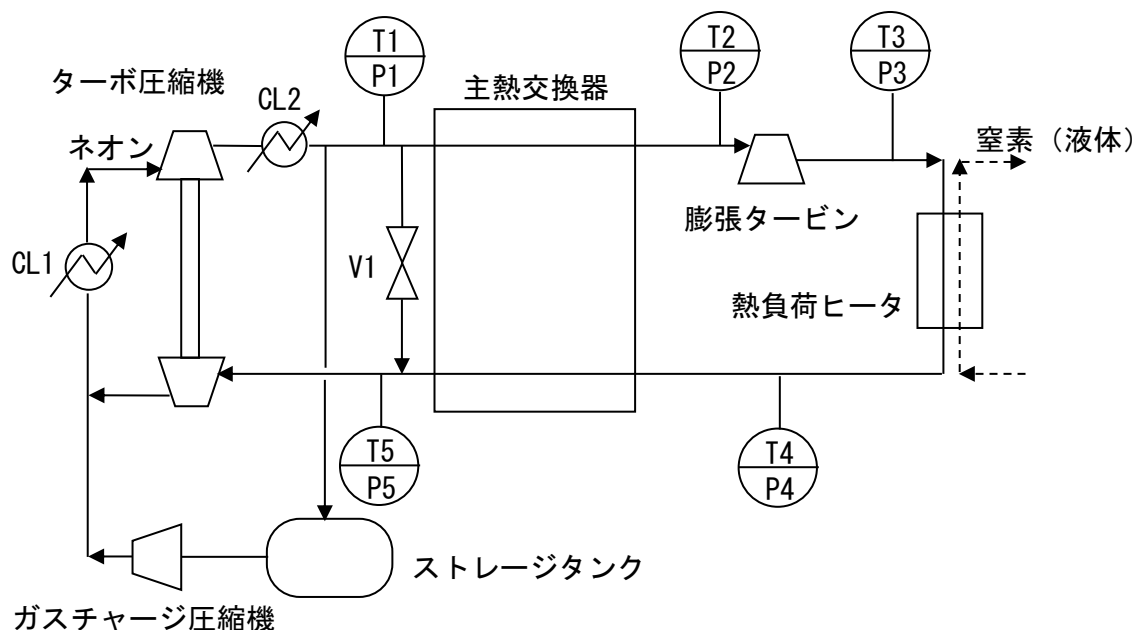 T1
P1
T2
P2
T3
P3
ターボ圧縮機
CL2
主熱交換器
ネオン
窒素（液体）
膨張タービン
CL1
V1
熱負荷ヒータ
T5
P5
T4
P4
ストレージタンク
ガスチャージ圧縮機